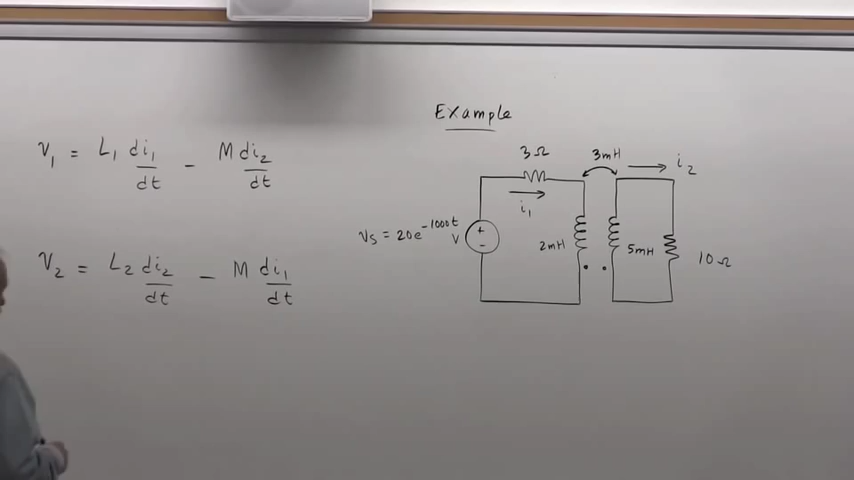 Example
V₁ = L₁ di₁/dt - M di₂/dt
V₂ = L₂ di₂/dt - M di₁/dt
3Ω
3mH
i₂
i₁
Vs = 20e^-1000t V
+
-
2mH
5mH
10Ω